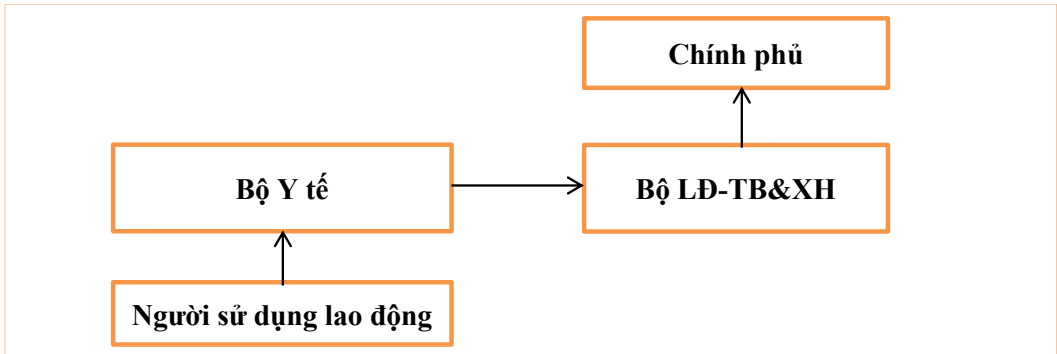 Chính phủ
Bộ Y tế
Bộ LĐ-TB&XH
Người sử dụng lao động